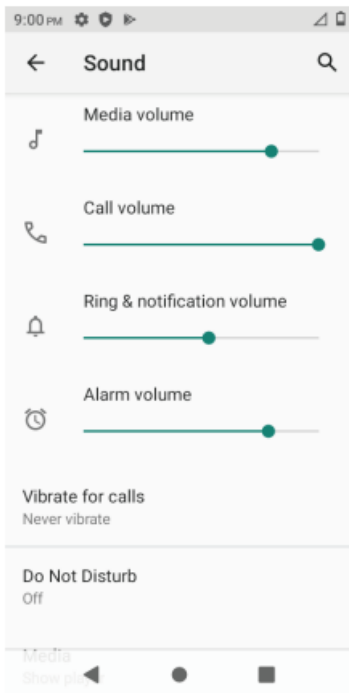 9:00 PM
Sound
Media volume
Call volume
Ring & notification volume
Alarm volume
Vibrate for calls
Never vibrate
Do Not Disturb
Off
Media
Show